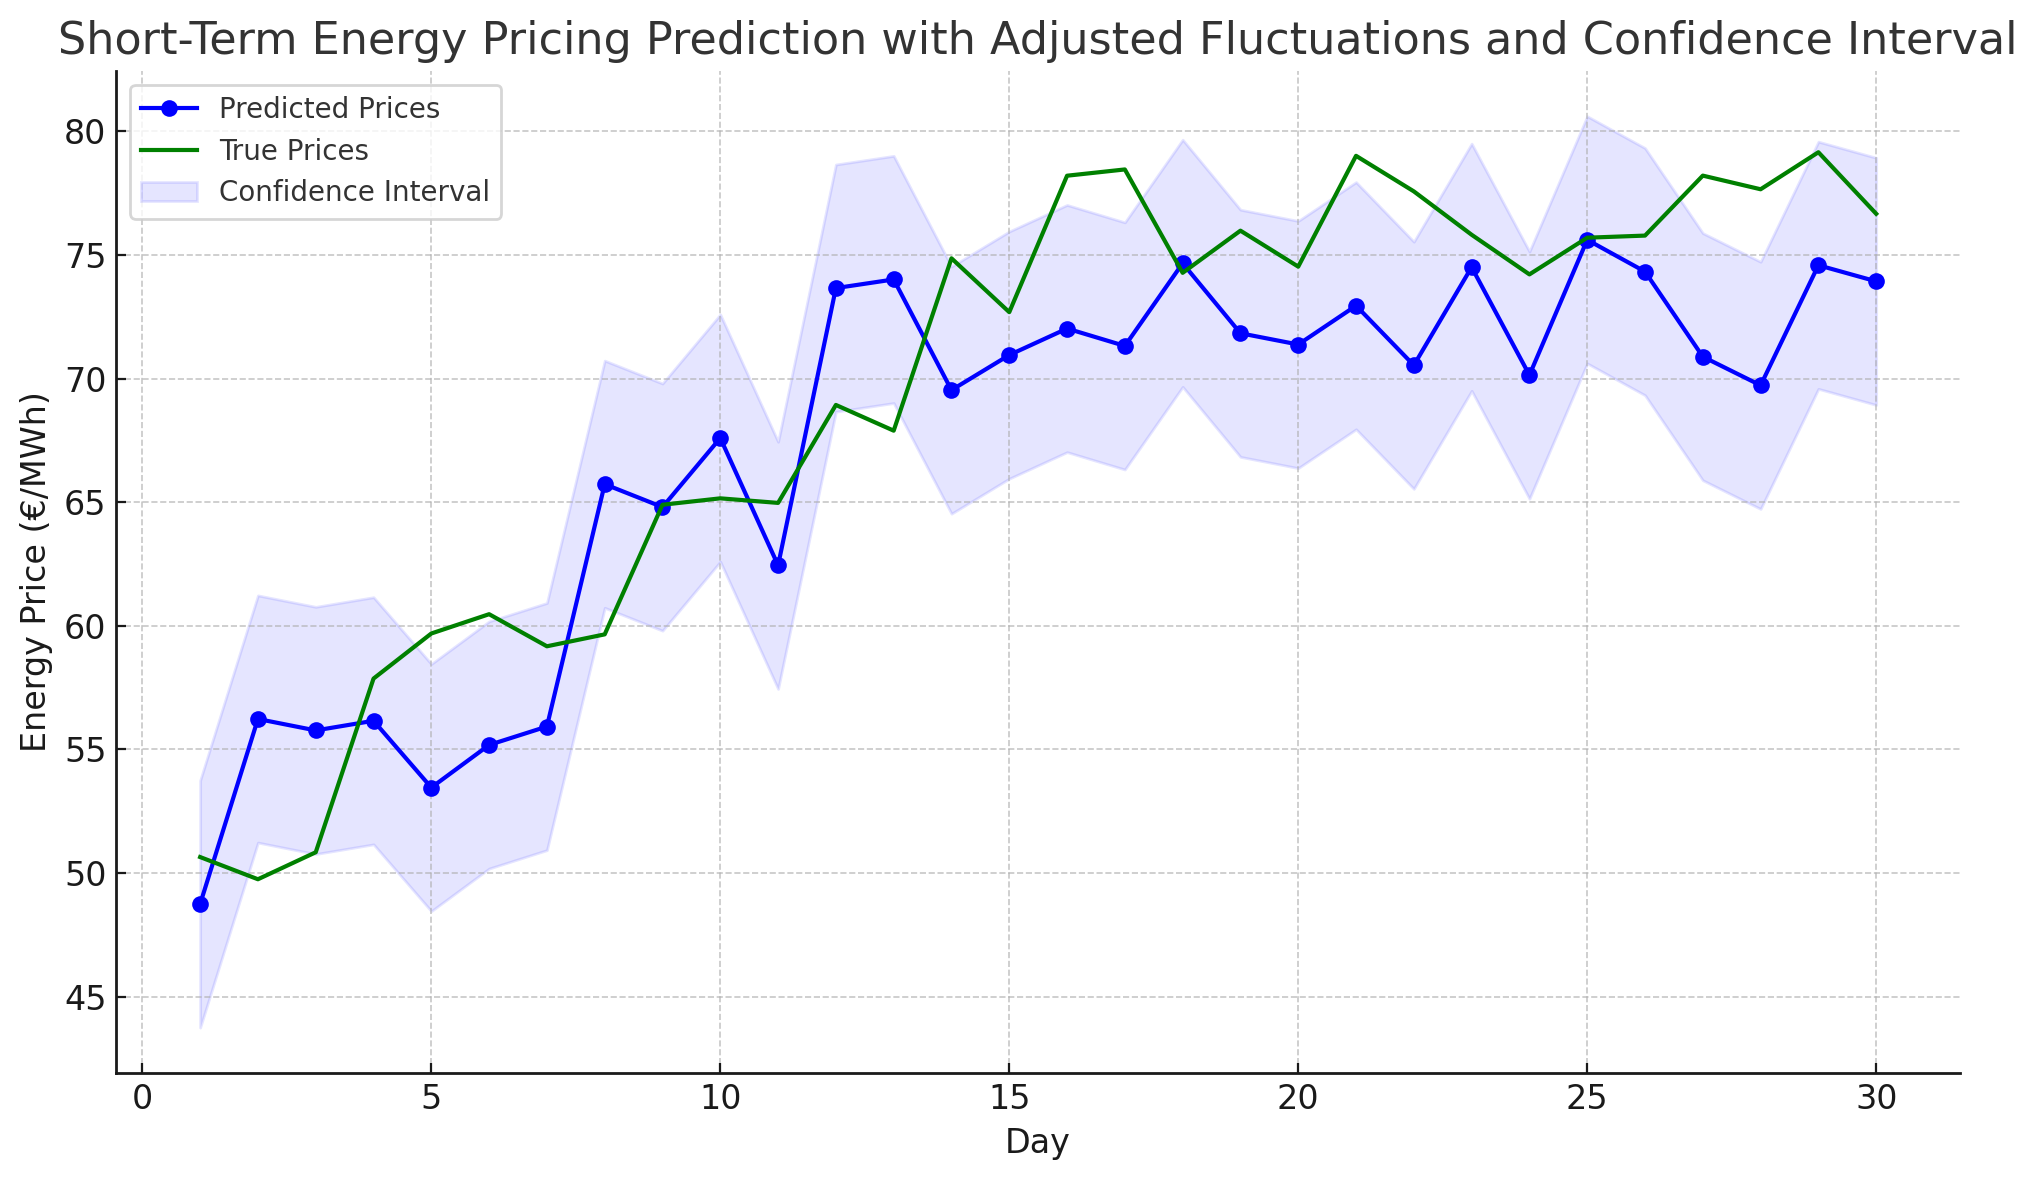 Short-Term Energy Pricing Prediction with Adjusted Fluctuations and Confidence Interval
Predicted Prices
True Prices
Confidence Interval
Energy Price (€/MWh)
80
75
70
65
60
55
50
45
0 5 10 15 20 25 30
Day